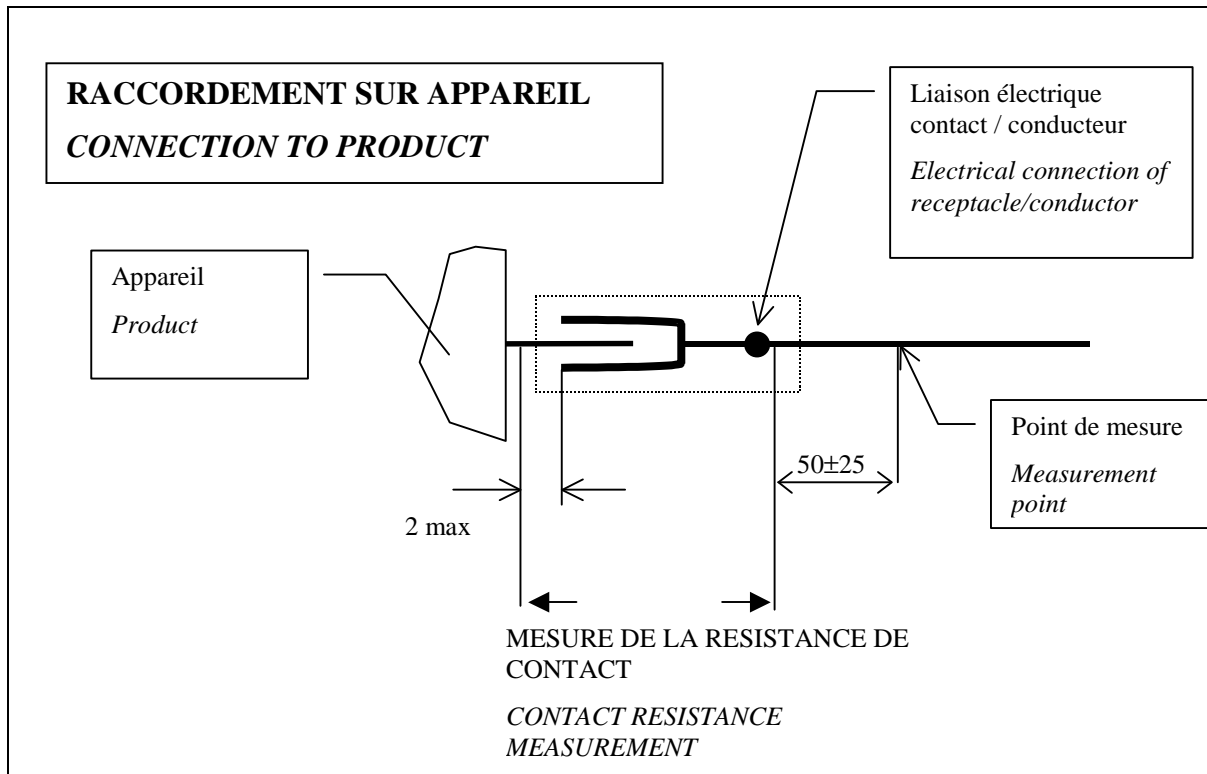 RACCORDEMENT SUR APPAREIL
CONNECTION TO PRODUCT
Liaison électrique
contact / conducteur
Electrical connection of
receptacle/conductor
Appareil
Product
Point de mesure
Measurement
point
50±25
2 max
MESURE DE LA RESISTANCE DE
CONTACT
CONTACT RESISTANCE
MEASUREMENT